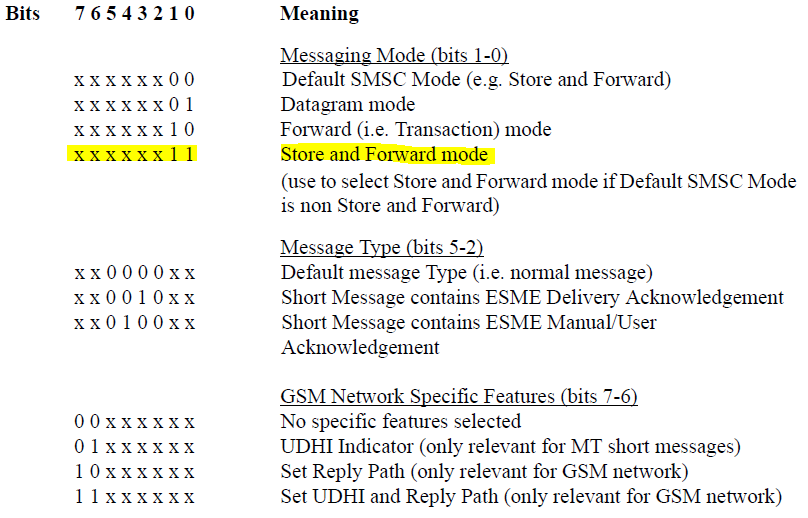 Bits 7 6 5 4 3 2 1 0 Meaning
Messaging Mode (bits 1-0)
x x x x x x 0 0 Default SMSC Mode (e.g. Store and Forward)
x x x x x x 0 1 Datagram mode
x x x x x x 1 0 Forward (i.e. Transaction) mode
x x x x x x 1 1 Store and Forward mode
(use to select Store and Forward mode if Default SMSC Mode
is non Store and Forward)
Message Type (bits 5-2)
x x 0 0 0 0 x x Default message Type (i.e. normal message)
x x 0 0 1 0 x x Short Message contains ESME Delivery Acknowledgement
x x 0 1 0 0 x x Short Message contains ESME Manual/User
Acknowledgement
GSM Network Specific Features (bits 7-6)
0 0 x x x x x x No specific features selected
0 1 x x x x x x UDHI Indicator (only relevant for MT short messages)
1 0 x x x x x x Set Reply Path (only relevant for GSM network)
1 1 x x x x x x Set UDHI and Reply Path (only relevant for GSM network)